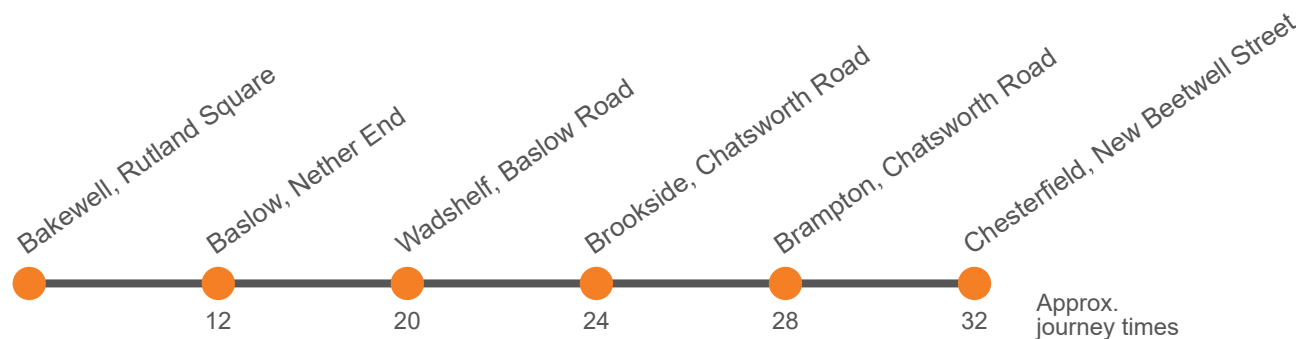 Bakewell, Rutland Square
Baslow, Nether End
Wadshelf, Baslow Road
Brookside, Chatsworth Road
Brampton, Chatsworth Road
Chesterfield, New Beetwell Street
12
20
24
28
32
Approx.
journey times